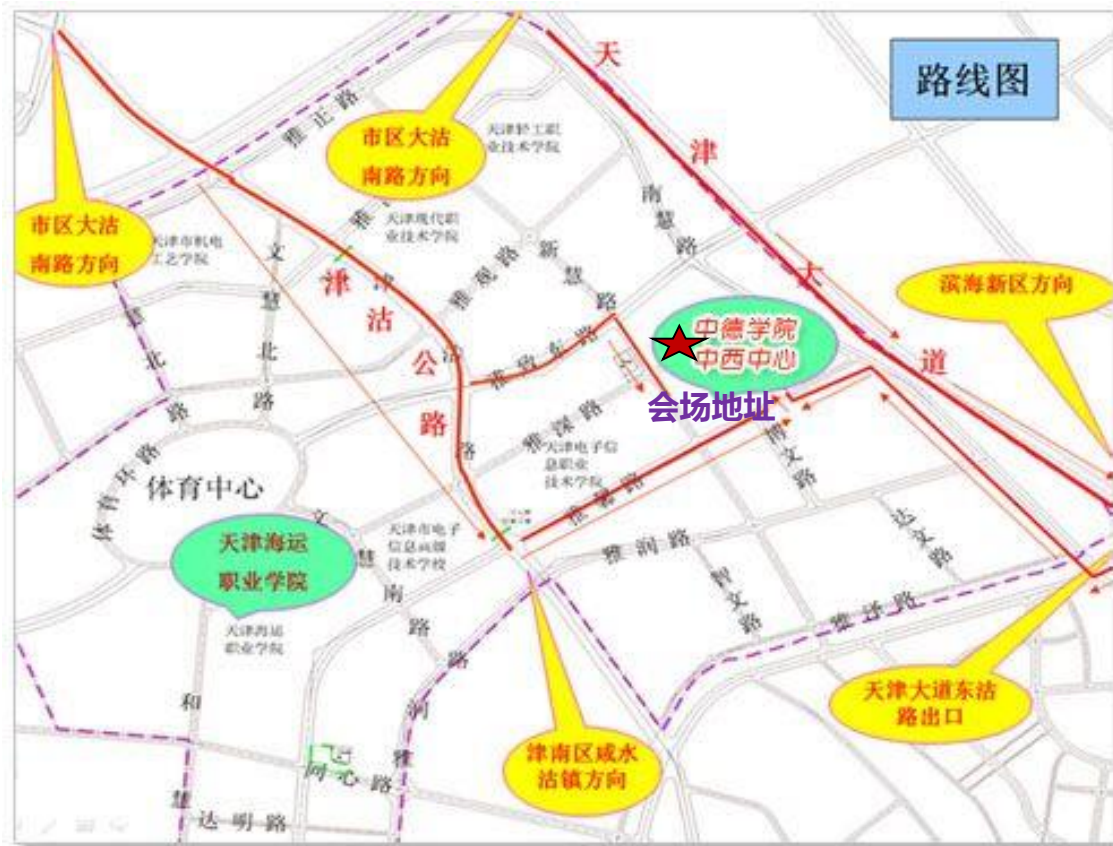 路线图
天
津
大
道
雅正路
市区大沽
南路方向
天津轻工职
业技术学院
南慧路
市区大沽
南路方向
天津市机电
工艺学院
文慧北路
天津现代职
业技术学院
雅观路
新慧路
津
沽
公
路
滨海新区方向
中德学院
中西中心
会场地址
雅致东路
雅深路
博文路
北
路
体育环路
体育中心
天津电子信
息职业
技术学院
雅馨路
天津海运
职业学院
天津市电子
信息高级
技术学校
文慧南路
雅润路
智文路
达文路
雅泽路
天津海运
职业学院
天津大道东沽
路出口
津南区咸水
沽镇方向
和慧
雅润路
同心路
达明路